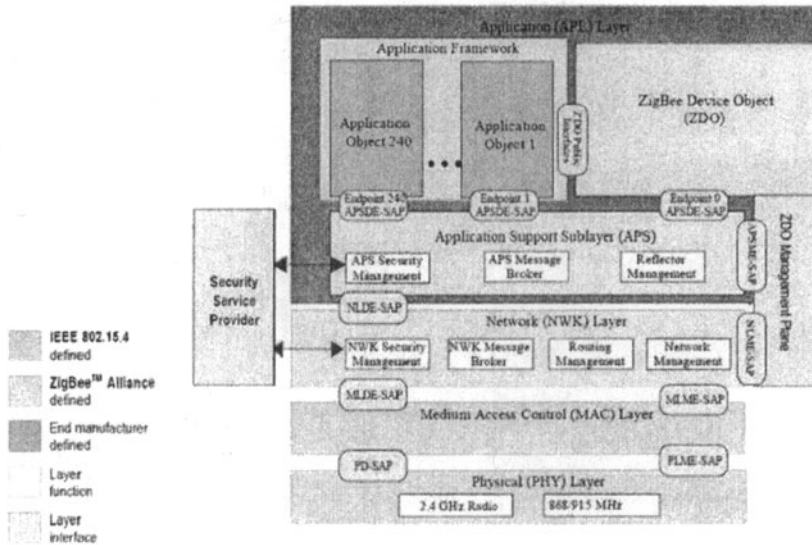 Application (APL) Layer
Application Framework
Application
Object 240
Application
Object 1
ZDO Public
Interfaces
ZigBee Device Object
(ZDO)
Endpoint 240
APSDE-SAP
Endpoint 1
APSDE-SAP
Endpoint 0
APSDE-SAP
Application Support Sublayer (APS)
APS Security
Management
APS Message
Broker
Reflector
Management
APSME-SAP
ZDO Management Plane
Security
Service
Provider
NLDE-SAP
Network (NWK) Layer
NWK Security
Management
NWK Message
Broker
Routing
Management
Network
Management
NLME-SAP
MLDE-SAP
MLME-SAP
Medium Access Control (MAC) Layer
PD-SAP
PLME-SAP
Physical (PHY) Layer
2.4 GHz Radio
868/915 MHz
IEEE 802.15.4
defined
ZigBee™ Alliance
defined
End manufacturer
defined
Layer
function
Layer
interface